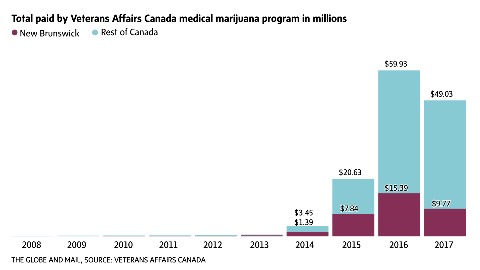 Total paid by Veterans Affairs Canada medical marijuana program in millions
New Brunswick Rest of Canada
$59.93
$49.03
$20.63
$15.39
$3.45
$7.84
$9.77
$1.39
2008 2009 2010 2011 2012 2013 2014 2015 2016 2017
THE GLOBE AND MAIL, SOURCE: VETERANS AFFAIRS CANADA